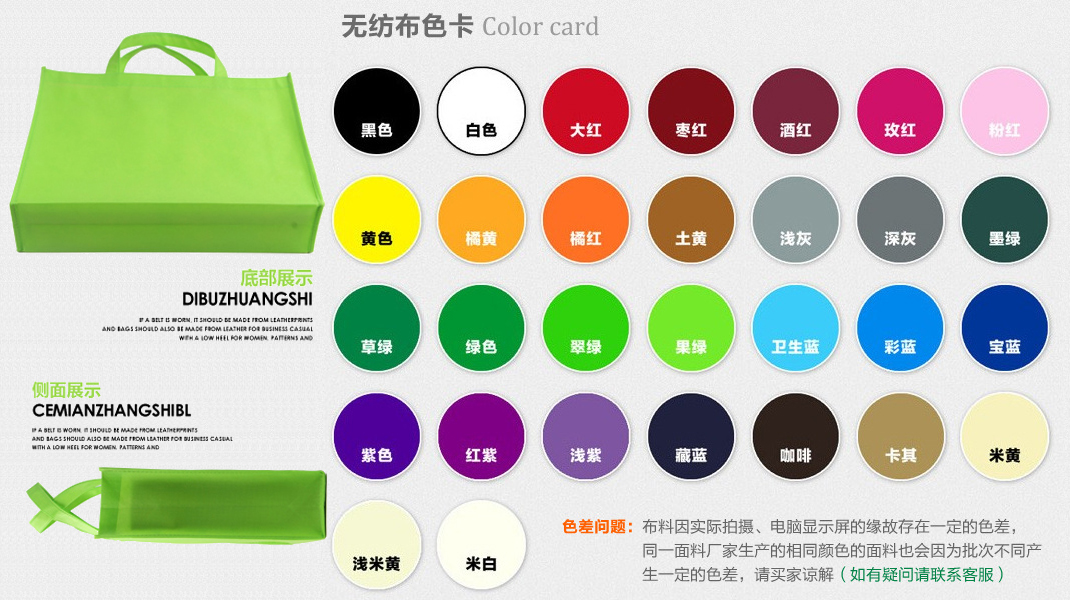 无纺布色卡 Color card
黑色 白色 大红 枣红 酒红 玫红 粉红
黄色 橘黄 橘红 土黄 浅灰 深灰 墨绿
底部展示
DIBUZHUANGSHI
IF A BELT IS WORN, IT SHOULD BE MADE FROM LEATHERPRINTS
AND BAGS SHOULD ALSO BE MADE FROM LEATHER FOR BUSINESS CASUAL
WITH A LOW HEEL FOR WOMEN, PATTERNS AND
草绿 绿色 翠绿 果绿 卫生蓝 彩蓝 宝蓝
侧面展示
CEMIANZHANGSHIBL
IF A BELT IS WORN, IT SHOULD BE MADE FROM LEATHERPRINTS
AND BAGS SHOULD ALSO BE MADE FROM LEATHER FOR BUSINESS CASUAL
WITH A LOW HEEL FOR WOMEN, PATTERNS AND
紫色 红紫 浅紫 藏蓝 咖啡 卡其 米黄
浅米黄 米白
色差问题：布料因实际拍摄、电脑显示屏的缘故存在一定的色差，
同一面料厂家生产的相同颜色的面料也会因为批次不同产
生一定的色差，请买家谅解（如有疑问请联系客服）